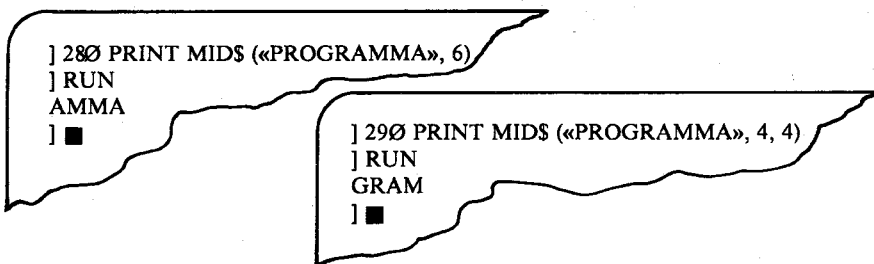 ] 28Ø PRINT MID$ («PROGRAMMA», 6)
] RUN
AMMA
] ■
] 29Ø PRINT MID$ («PROGRAMMA», 4, 4)
] RUN
GRAM
] ■